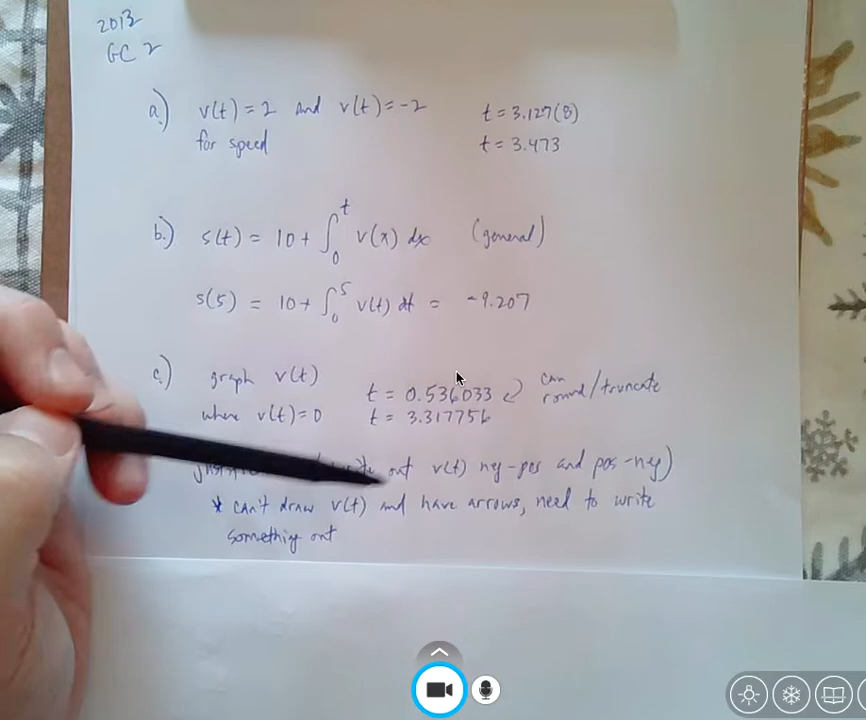 2013
GC 2
a.) v(t) = 2 and v(t) = -2 t = 3.127(8)
for speed t = 3.473
b.) s(t) = 10 + ∫₀ᵗ v(x) dx (general)
s(5) = 10 + ∫₀⁵ v(t) dt = -9.207
c.) graph v(t)
t = 0.536033 can round/truncate
where v(t) = 0 t = 3.317756
out v(t) neg-pos and pos-neg)
* can't draw v(t) and have arrows, need to write
something out